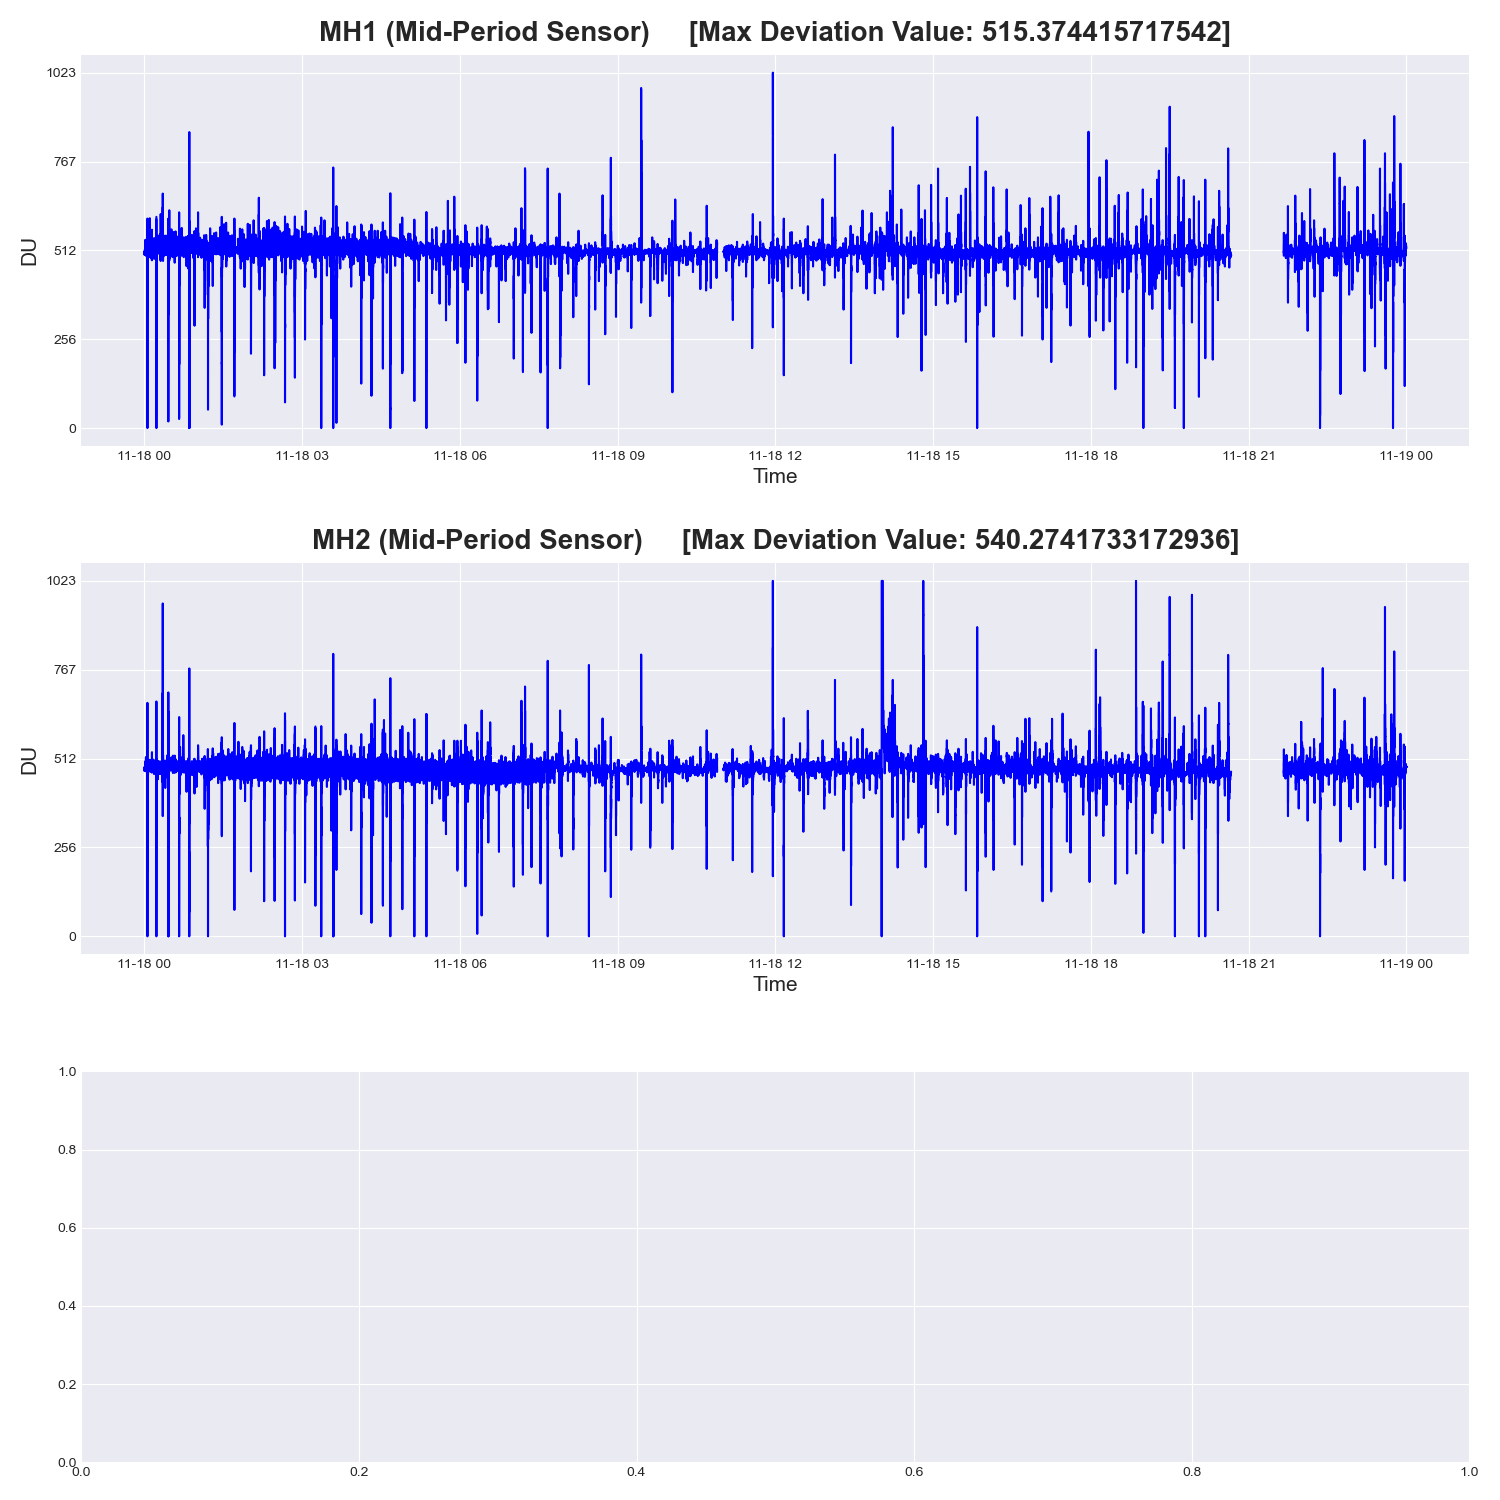 MH1 (Mid-Period Sensor) [Max Deviation Value: 515.374415717542]
1023
767
512
256
0
DU
11-18 00 11-18 03 11-18 06 11-18 09 11-18 12 11-18 15 11-18 18 11-18 21 11-19 00
Time
MH2 (Mid-Period Sensor) [Max Deviation Value: 540.2741733172936]
1023
767
512
256
0
DU
11-18 00 11-18 03 11-18 06 11-18 09 11-18 12 11-18 15 11-18 18 11-18 21 11-19 00
Time
1.0
0.8
0.6
0.4
0.2
0.0
0.0 0.2 0.4 0.6 0.8 1.0